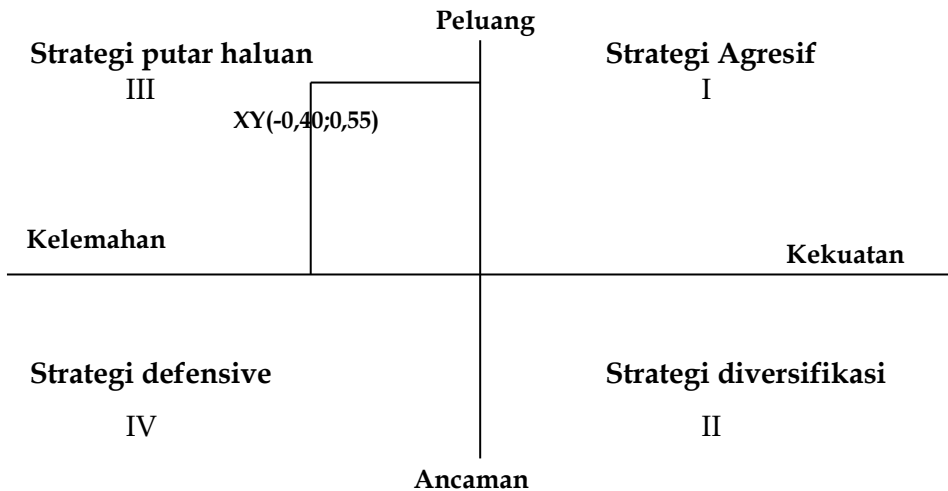 Peluang
Strategi putar haluan
III
Strategi Agresif
I
XY(-0,40;0,55)
Kelemahan
Kekuatan
Strategi defensive
IV
Strategi diversifikasi
II
Ancaman